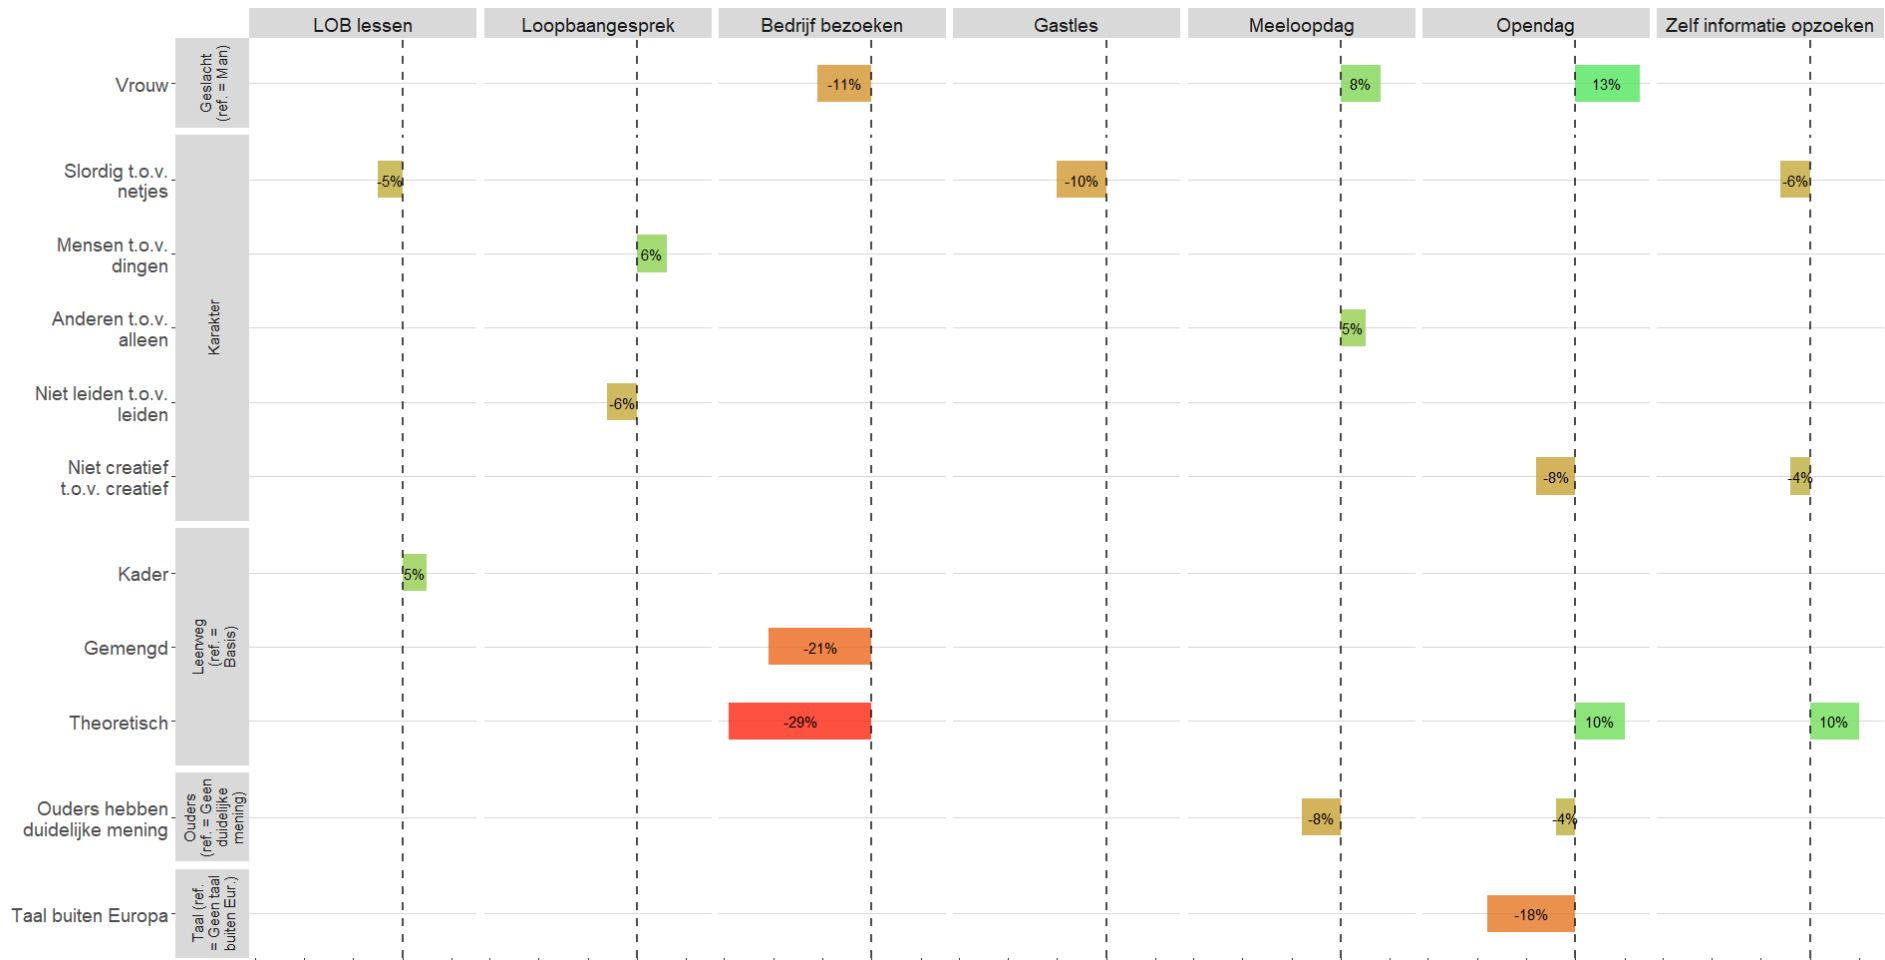 LOB lessen
Loopbaangesprek
Bedrijf bezoeken
Gastles
Meeloopdag
Opendag
Zelf informatie opzoeken
Geslacht
(ref. = Man)
Vrouw
-11%
8%
13%
Karakter
Slordig t.o.v.
netjes
-5%
-10%
-6%
Mensen t.o.v.
dingen
6%
Anderen t.o.v.
alleen
5%
Niet leiden t.o.v.
leiden
-6%
Niet creatief
t.o.v. creatief
-8%
-4%
Leerweg
(ref. =
Basis)
Kader
5%
Gemengd
-21%
Theoretisch
-29%
10%
10%
Ouders
(ref. = Geen
duidelijke
mening)
Ouders hebben
duidelijke mening
-8%
-4%
Taal (ref.
= Geen taal
buiten Eur.)
Taal buiten Europa
-18%